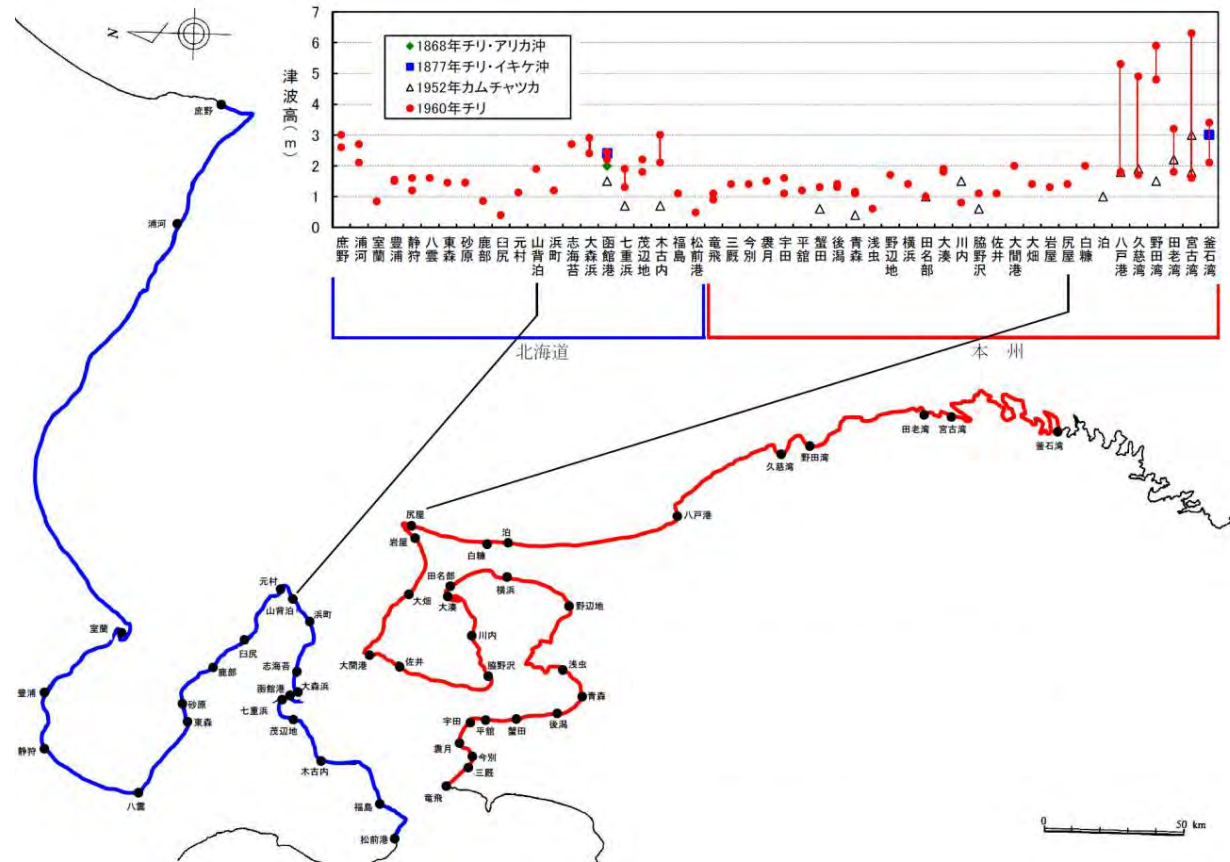 N
津波高(m)
7
6
5
4
3
2
1
0
1868年チリ・アリカ沖
1877年チリ・イキケ沖
1952年カムチャツカ
1960年チリ
庶野
浦河
室蘭
豊浦
静狩
八雲
東森
砂原
鹿部
臼尻
元村
山背泊
浜町
志海苔
大森浜
函館港
七重浜
茂辺地
木古内
福島
松前港
竜飛
三厩
今別
袰月
宇田
平舘
蟹田
後潟
青森
浅虫
野辺地
横浜
田名部
大湊
川内
脇野沢
佐井
大間港
大畑
岩屋
尻屋
白糠
泊
八戸港
久慈湾
野田湾
田老湾
宮古湾
釜石湾
北海道
本州
庶野
浦河
室蘭
豊浦
静狩
八雲
東森
砂原
鹿部
臼尻
元村
山背泊
浜町
志海苔
大森浜
函館港
七重浜
茂辺地
木古内
福島
松前港
尻屋
岩屋
大畑
大間港
佐井
田名部
大湊
川内
脇野沢
横浜
野辺地
浅虫
青森
後潟
蟹田
平舘
宇田
袰月
今別
三厩
竜飛
白糠
泊
八戸港
久慈湾
野田湾
田老湾
宮古湾
釜石湾
0
50 km